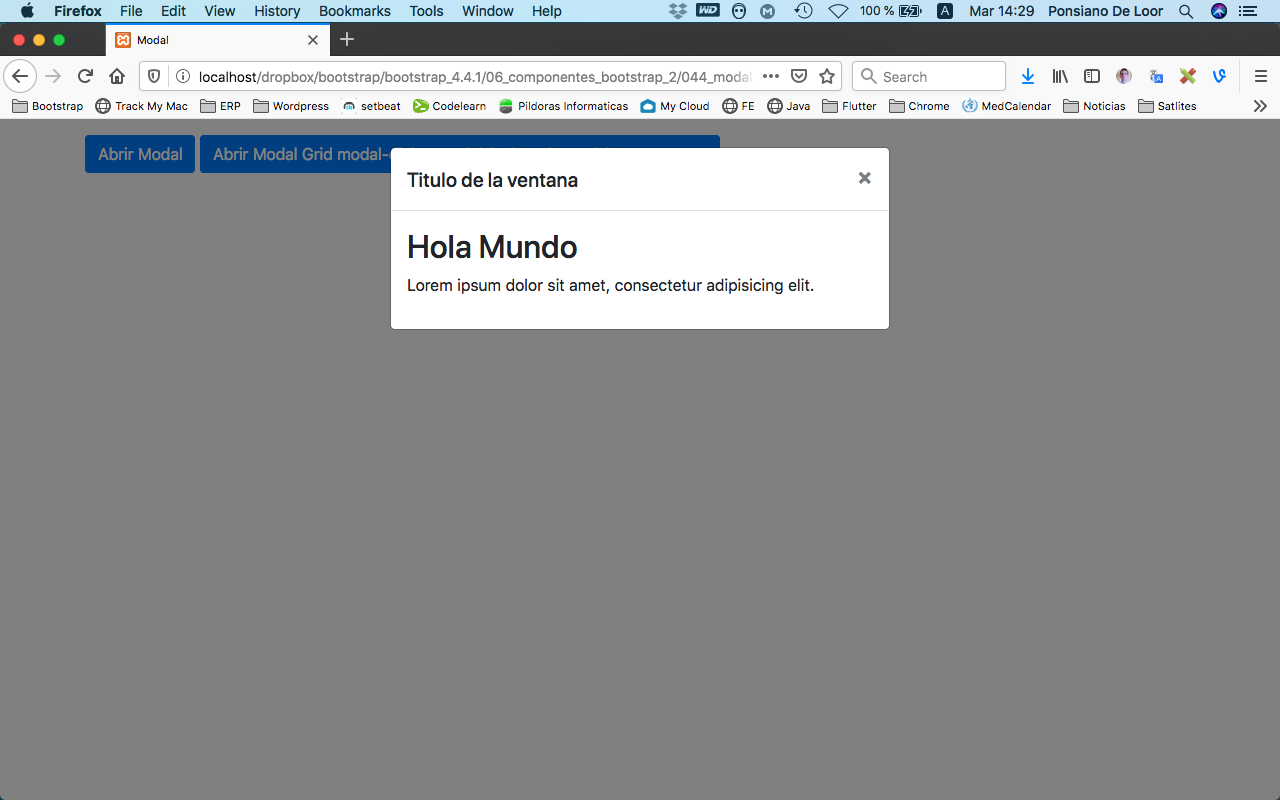 Firefox File Edit View History Bookmarks Tools Window Help WD M 100 % A Mar 14:29 Ponsiano De Loor
Modal
localhost/dropbox/bootstrap/bootstrap_4.4.1/06_componentes_bootstrap_2/044_modal Search
Bootstrap Track My Mac ERP Wordpress setbeat Codelearn Pildoras Informaticas My Cloud FE Java Flutter Chrome MedCalendar Noticias Satlites
Abrir Modal Abrir Modal Grid
Titulo de la ventana ×
Hola Mundo
Lorem ipsum dolor sit amet, consectetur adipisicing elit.